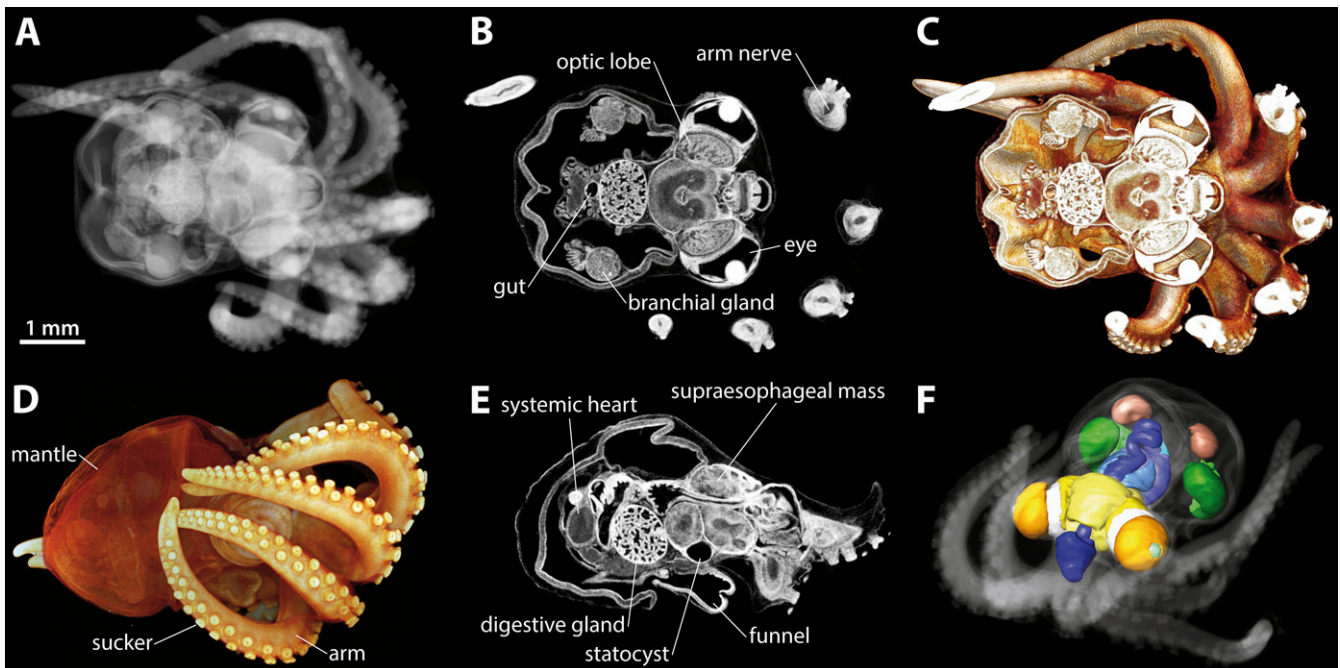 A
1 mm
B
optic lobe
arm nerve
eye
gut
branchial gland
C
D
mantle
sucker
arm
E
systemic heart
supraesophageal mass
digestive gland
statocyst
funnel
F